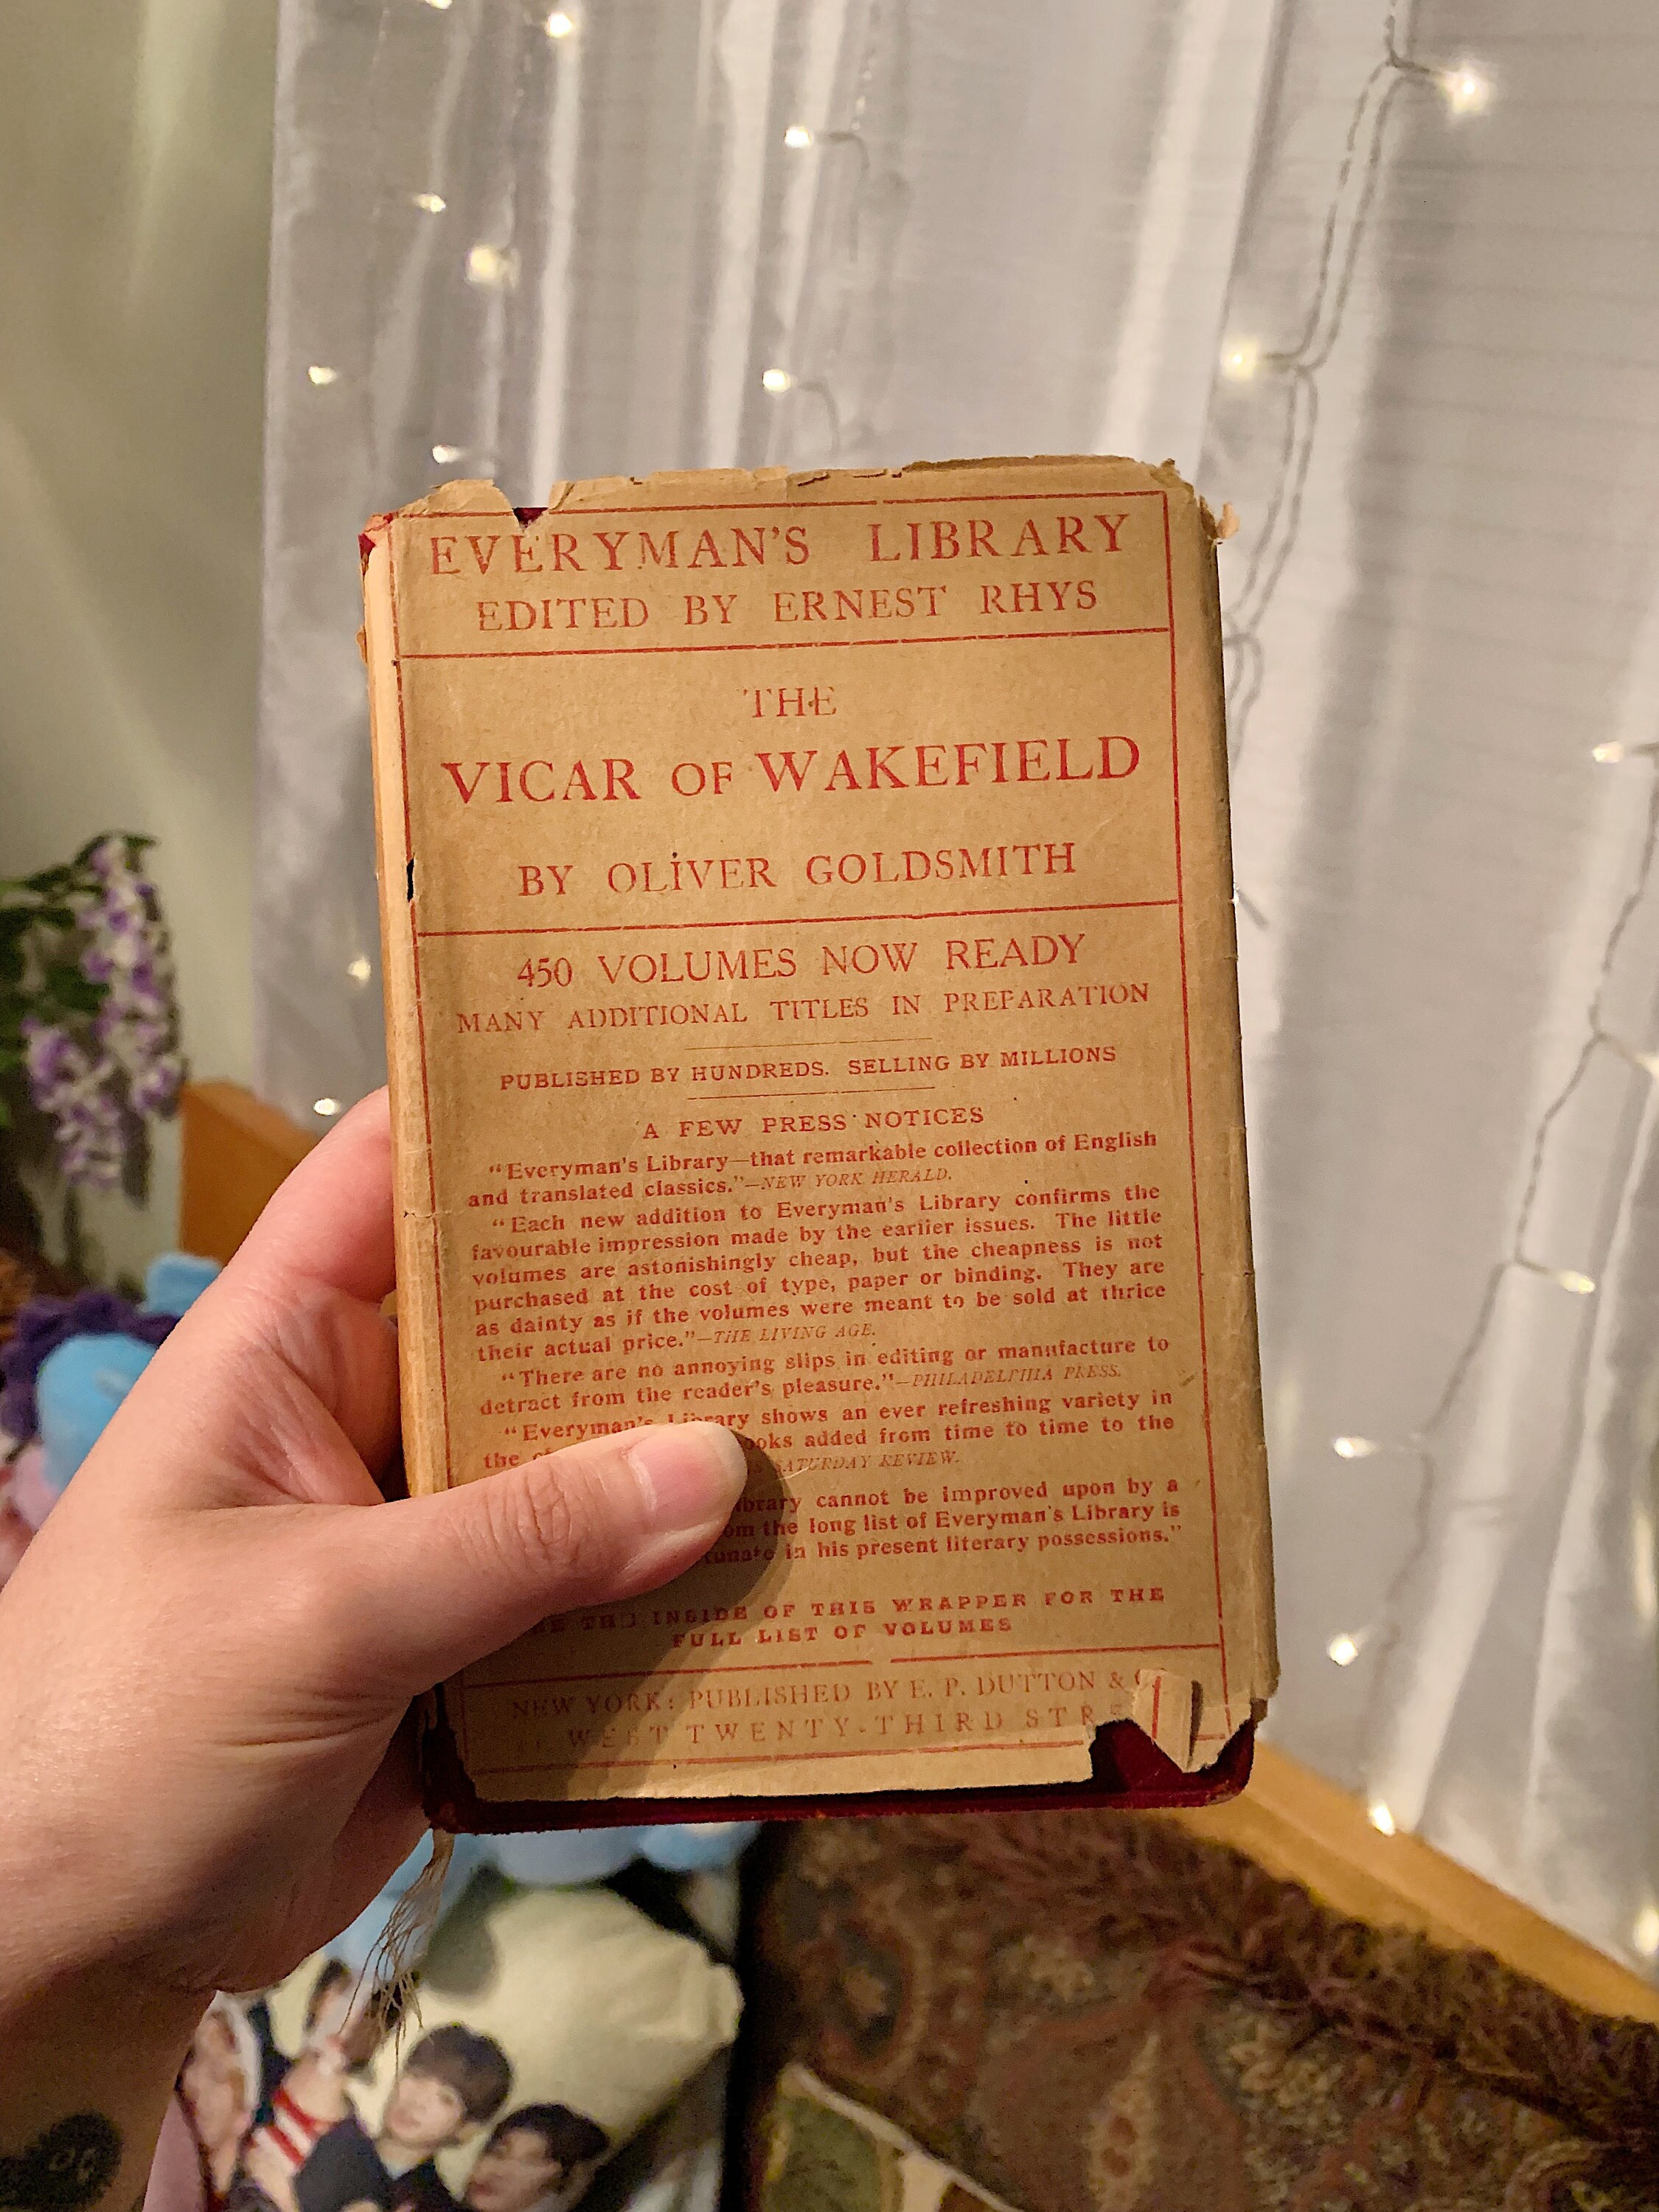 EVERYMAN'S LIBRARY
EDITED BY ERNEST RHYS
THE
VICAR OF WAKEFIELD
BY OLIVER GOLDSMITH
450 VOLUMES NOW READY
MANY ADDITIONAL TITLES IN PREPARATION
PUBLISHED BY HUNDREDS. SELLING BY MILLIONS
A FEW PRESS NOTICES
"Everyman's Library—that remarkable collection of English
and translated classics."—NEW YORK HERALD.
"Each new addition to Everyman's Library confirms the
favourable impression made by the earlier issues. The little
volumes are astonishingly cheap, but the cheapness is not
purchased at the cost of type, paper or binding. They are
as dainty as if the volumes were meant to be sold at thrice
their actual price."—THE LIVING AGE.
"There are no annoying slips in editing or manufacture to
detract from the reader's pleasure."—PHILADELPHIA PRESS.
"Everyman's Library shows an ever refreshing variety in
the added from time to time to the
SATURDAY REVIEW.
cannot be improved upon by a
the long list of Everyman's Library is
in his present literary possessions."
INSIDE OF THIS WRAPPER FOR THE
FULL LIST OF VOLUMES
NEW YORK: PUBLISHED BY E. P. DUTTON &
WEST TWENTY-THIRD